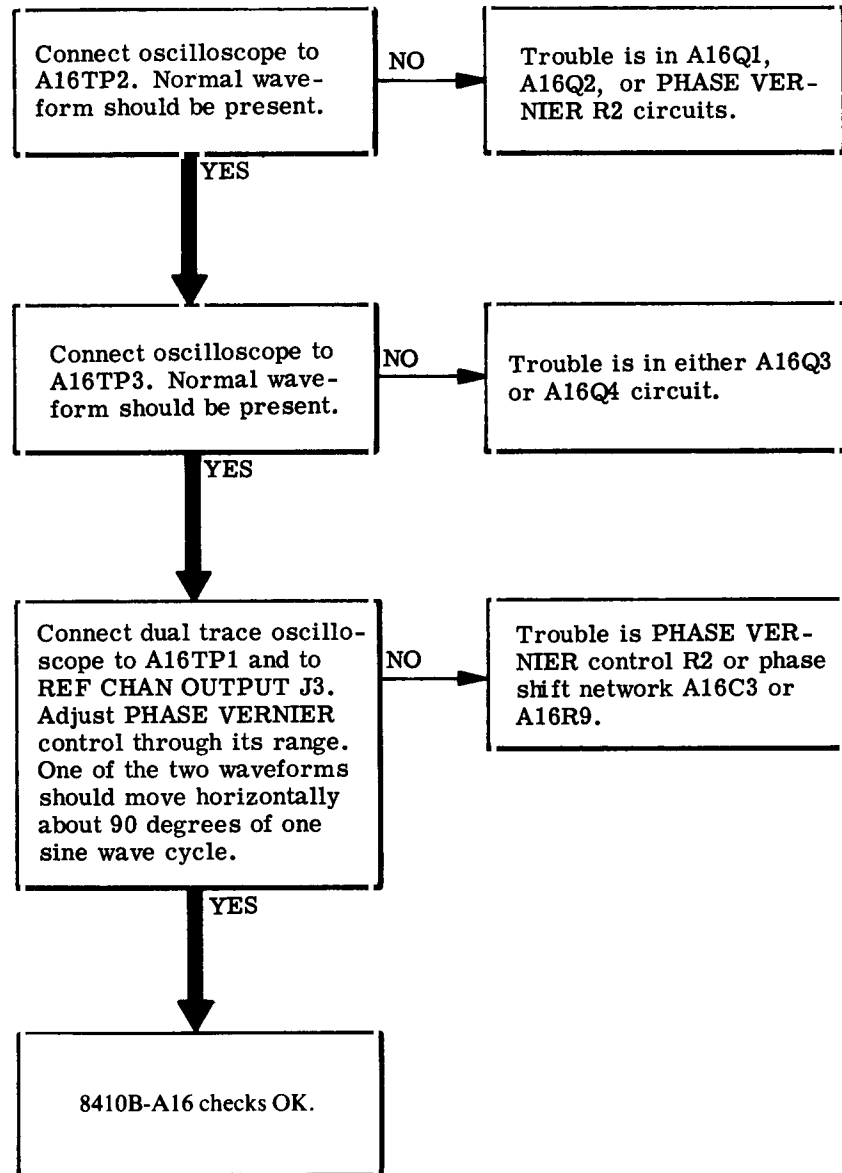 Connect oscilloscope to
A16TP2. Normal wave-
form should be present.
NO
Trouble is in A16Q1,
A16Q2, or PHASE VER-
NIER R2 circuits.
YES
Connect oscilloscope to
A16TP3. Normal wave-
form should be present.
NO
Trouble is in either A16Q3
or A16Q4 circuit.
YES
Connect dual trace oscillo-
scope to A16TP1 and to
REF CHAN OUTPUT J3.
Adjust PHASE VERNIER
control through its range.
One of the two waveforms
should move horizontally
about 90 degrees of one
sine wave cycle.
NO
Trouble is PHASE VER-
NIER control R2 or phase
shift network A16C3 or
A16R9.
YES
8410B-A16 checks OK.